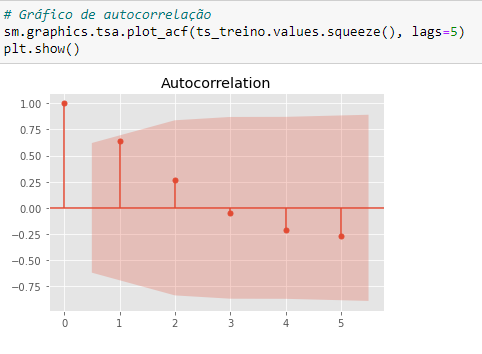 # Gráfico de autocorrelação
sm.graphics.tsa.plot_acf(ts_treino.values.squeeze(), lags=5)
plt.show()
Autocorrelation
1.00
0.75
0.50
0.25
0.00
−0.25
−0.50
−0.75
0 1 2 3 4 5